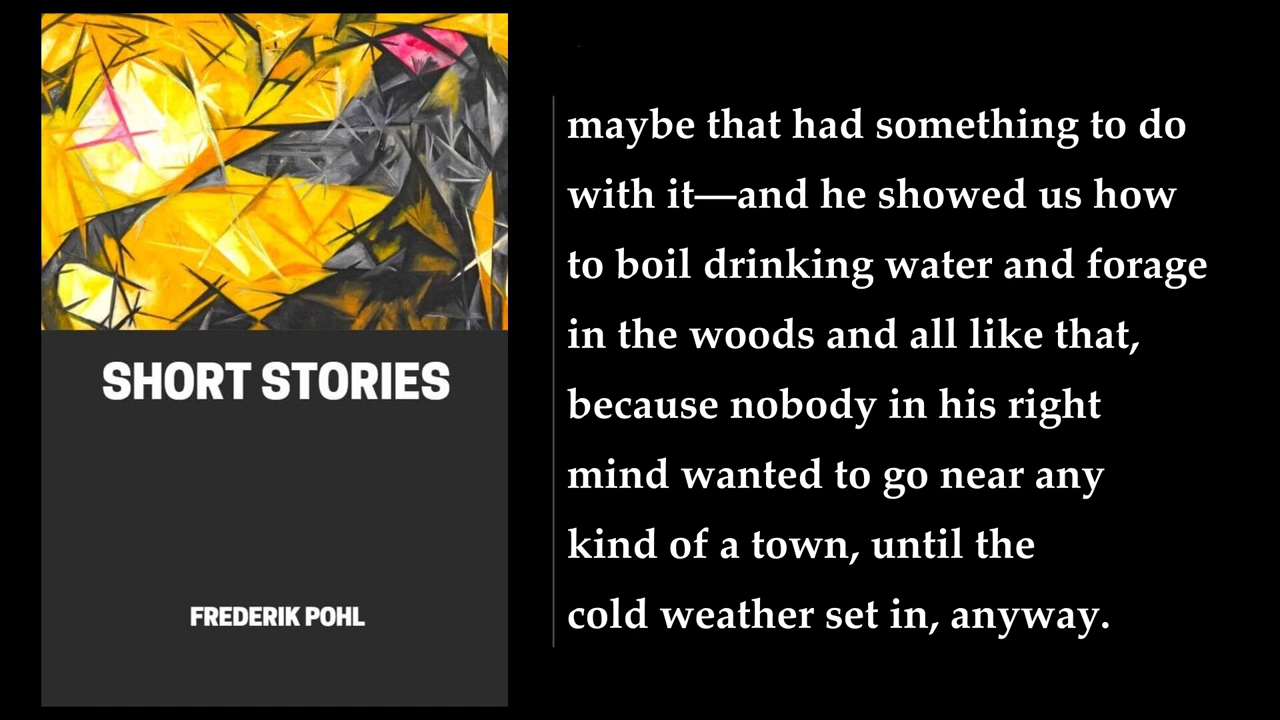 SHORT STORIES
FREDERIK POHL
maybe that had something to do
with it—and he showed us how
to boil drinking water and forage
in the woods and all like that,
because nobody in his right
mind wanted to go near any
kind of a town, until the
cold weather set in, anyway.